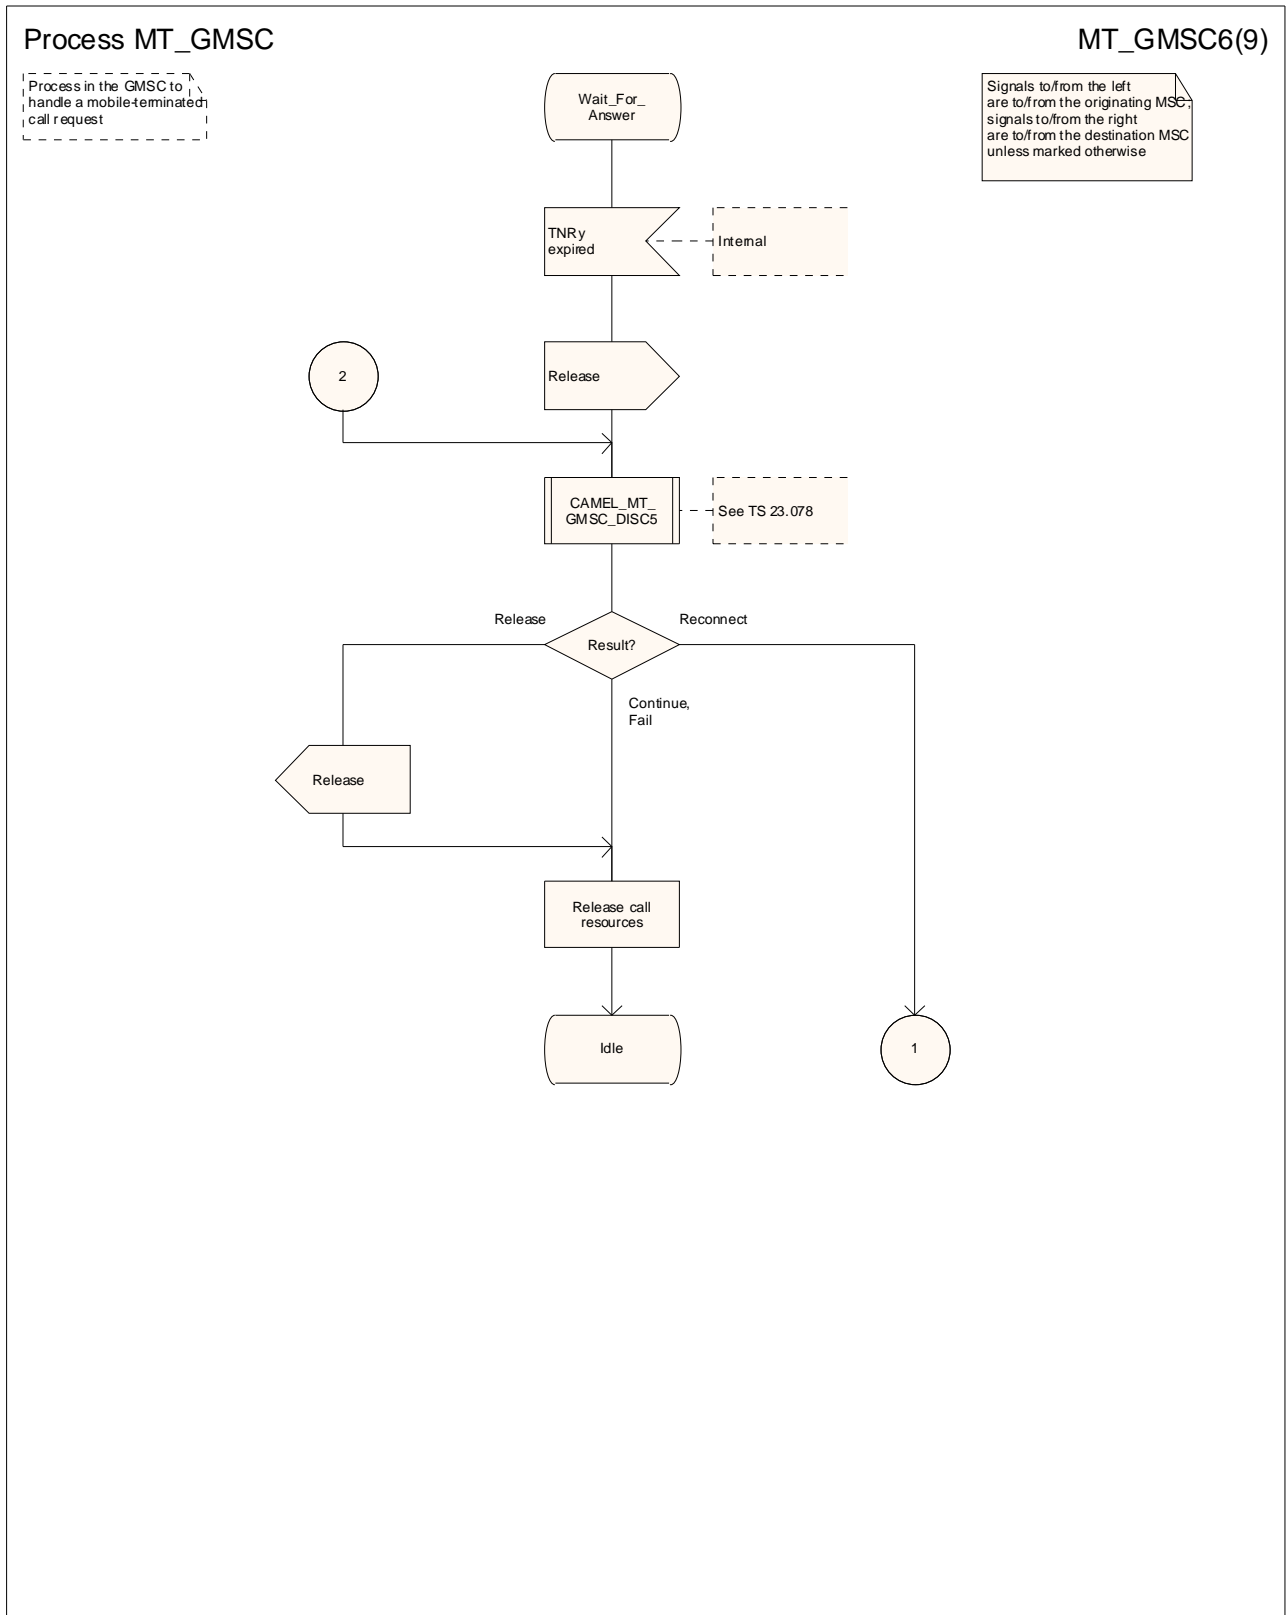 Process MT_GMSC
MT_GMSC6(9)
Process in the GMSC to
handle a mobile-terminated
call request
Signals to/from the left
are to/from the originating MSC;
signals to/from the right
are to/from the destination MSC
unless marked otherwise
Wait_For_
Answer
TNRy
expired
Internal
2
Release
CAMEL_MT_
GMSC_DISC5
See TS 23.078
Release
Reconnect
Result?
Continue,
Fail
Release
Release call
resources
Idle
1